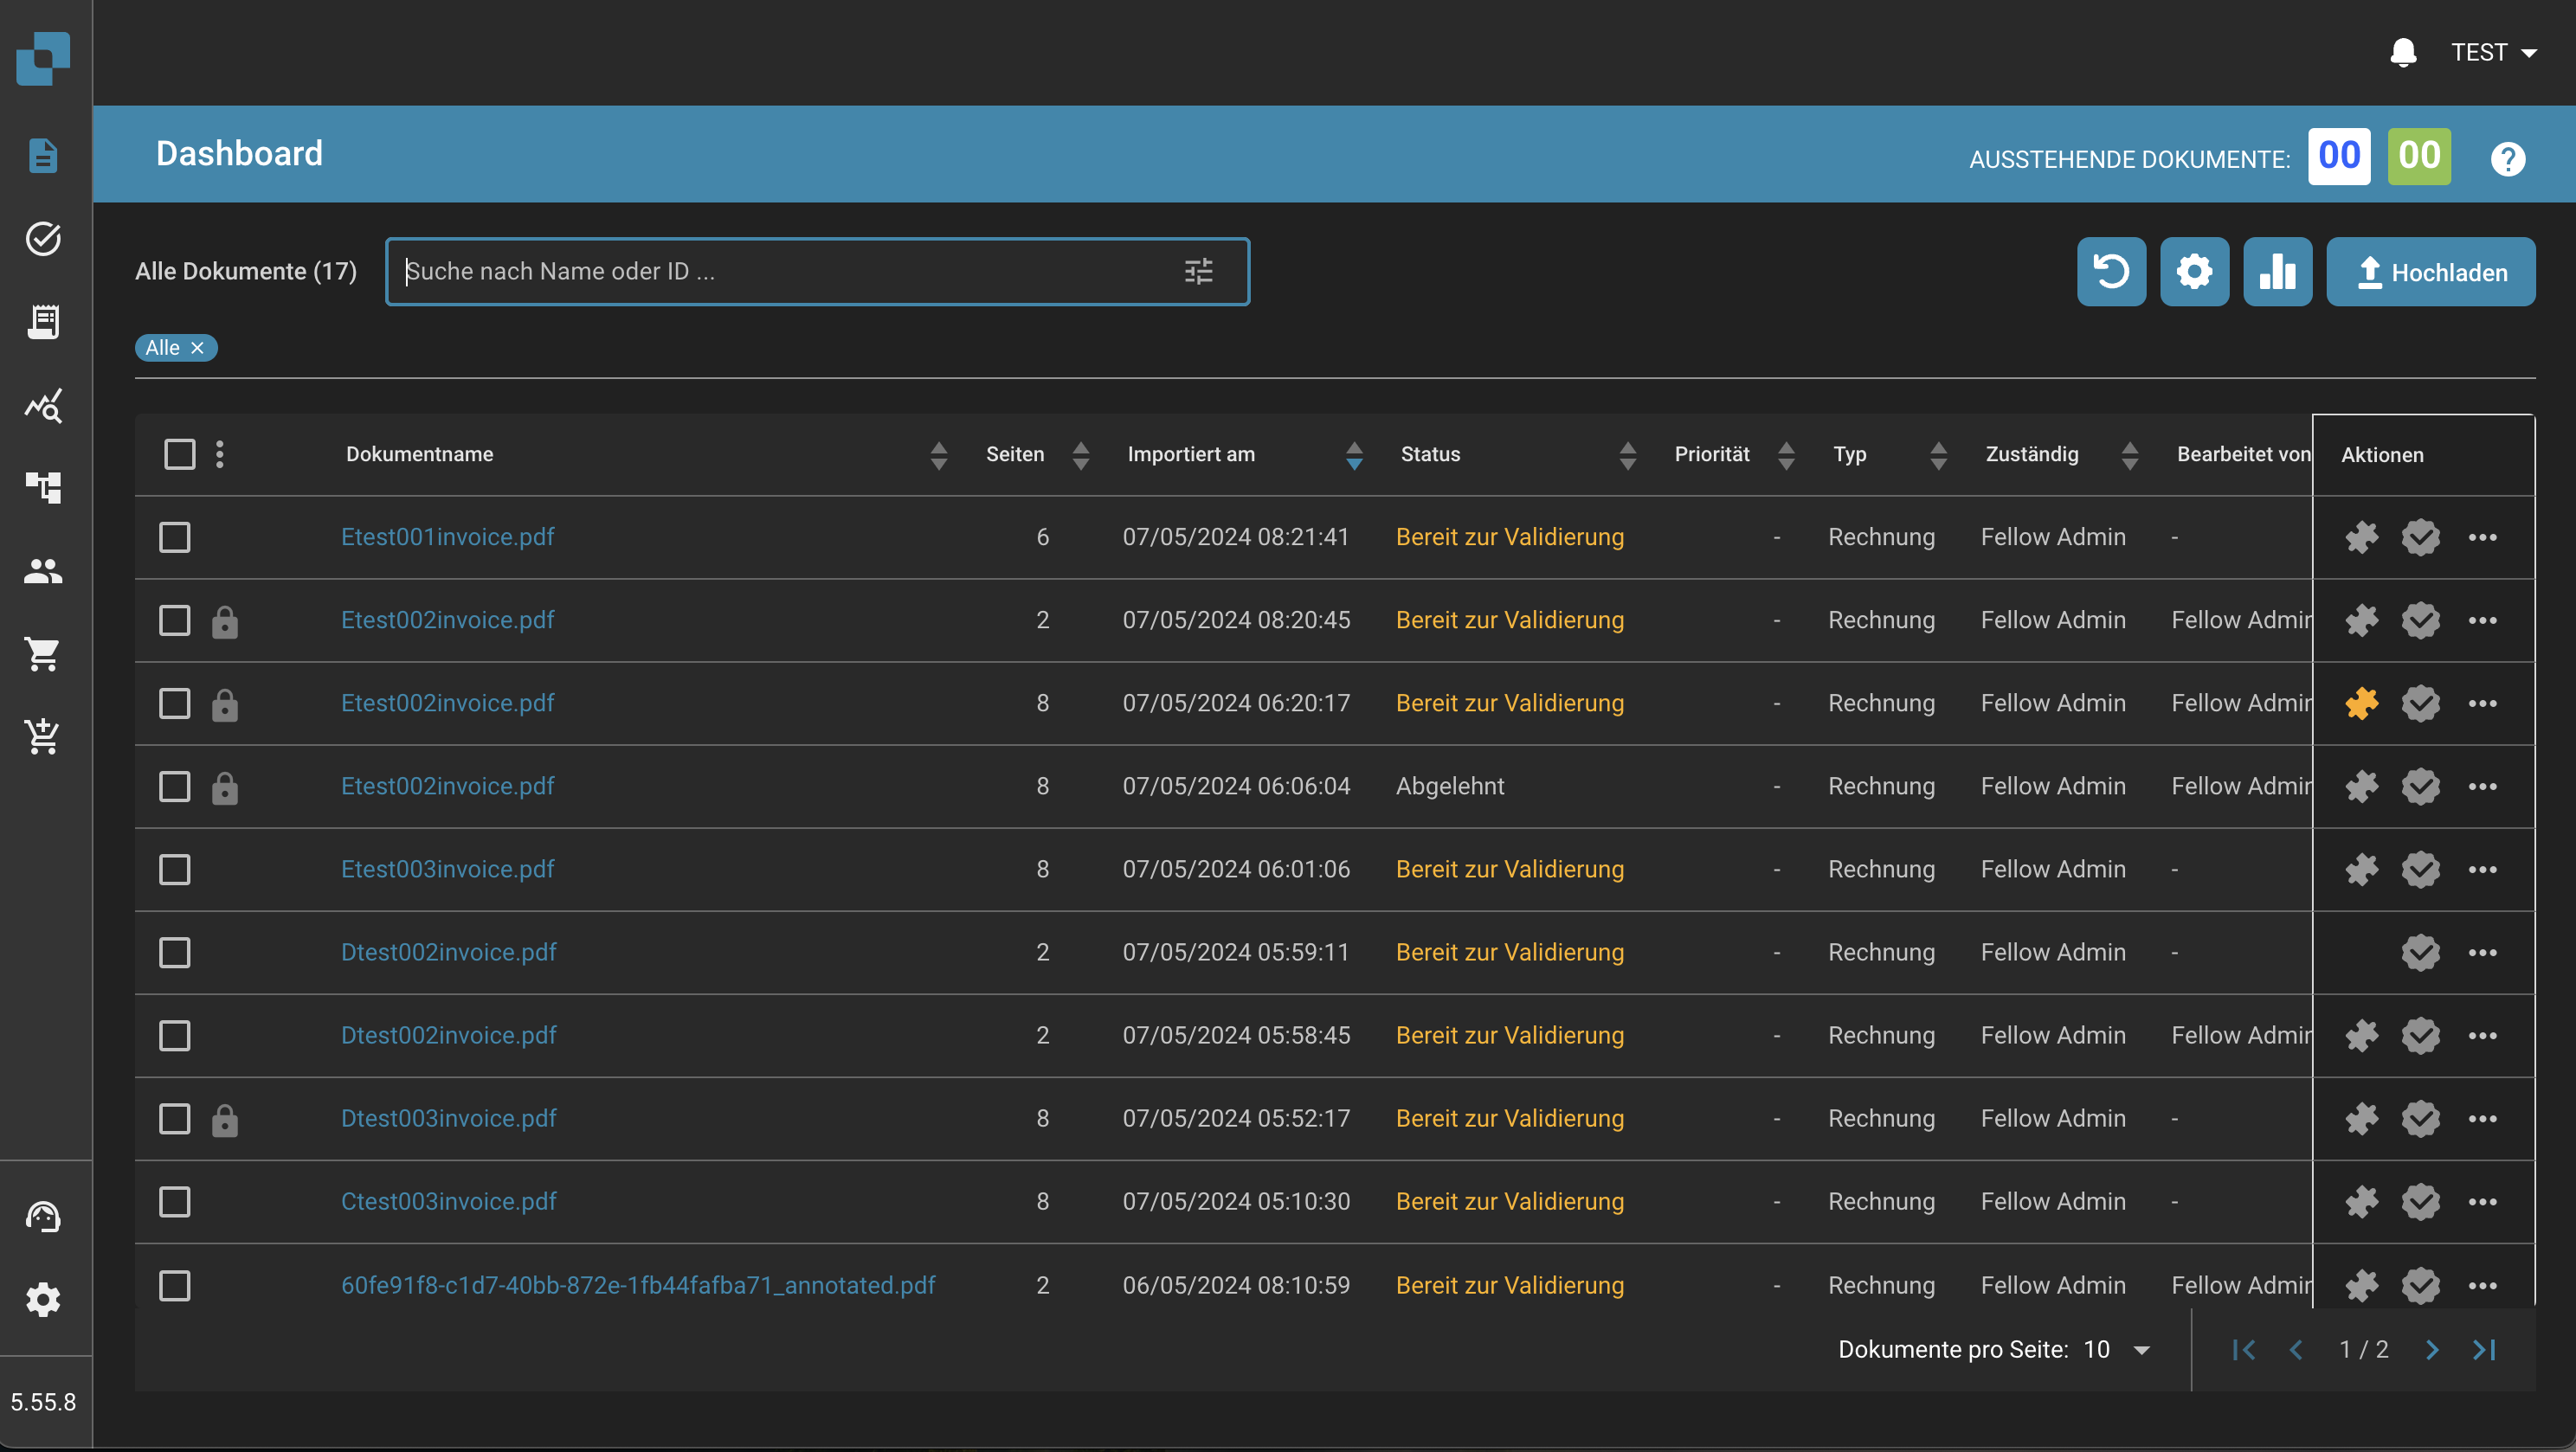 TEST
Dashboard
AUSSTEHENDE DOKUMENTE: 00 00
Alle Dokumente (17) Suche nach Name oder ID ... Hochladen
Alle
Dokumentname Seiten Importiert am Status Priorität Typ Zuständig Bearbeitet von Aktionen
Etest001invoice.pdf 6 07/05/2024 08:21:41 Bereit zur Validierung - Rechnung Fellow Admin -
Etest002invoice.pdf 2 07/05/2024 08:20:45 Bereit zur Validierung - Rechnung Fellow Admin Fellow Admin
Etest002invoice.pdf 8 07/05/2024 06:20:17 Bereit zur Validierung - Rechnung Fellow Admin Fellow Admin
Etest002invoice.pdf 8 07/05/2024 06:06:04 Abgelehnt - Rechnung Fellow Admin Fellow Admin
Etest003invoice.pdf 8 07/05/2024 06:01:06 Bereit zur Validierung - Rechnung Fellow Admin -
Dtest002invoice.pdf 2 07/05/2024 05:59:11 Bereit zur Validierung - Rechnung Fellow Admin -
Dtest002invoice.pdf 2 07/05/2024 05:58:45 Bereit zur Validierung - Rechnung Fellow Admin Fellow Admin
Dtest003invoice.pdf 8 07/05/2024 05:52:17 Bereit zur Validierung - Rechnung Fellow Admin -
Ctest003invoice.pdf 8 07/05/2024 05:10:30 Bereit zur Validierung - Rechnung Fellow Admin -
60fe91f8-c1d7-40bb-872e-1fb44fafba71_annotated.pdf 2 06/05/2024 08:10:59 Bereit zur Validierung - Rechnung Fellow Admin Fellow Admin
Dokumente pro Seite: 10 1 / 2
5.55.8